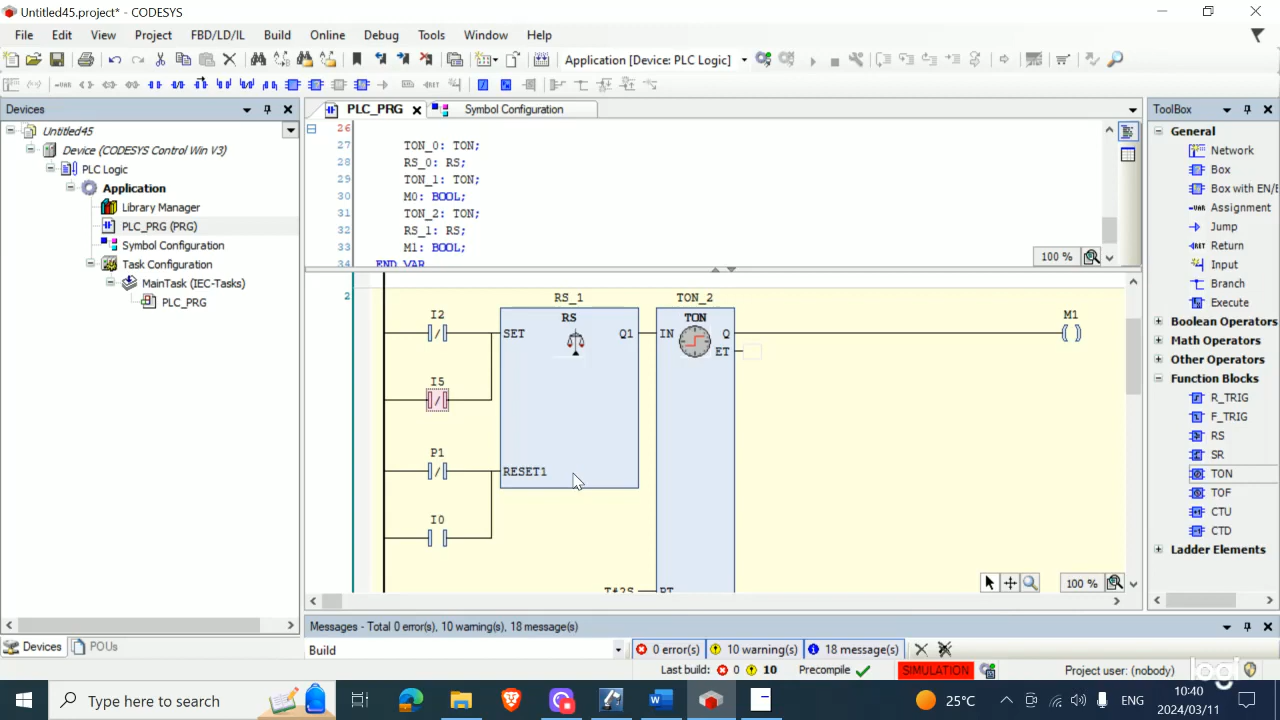 Untitled45.project* - CODESYS
File Edit View Project FBD/LD/IL Build Online Debug Tools Window Help
Application [Device: PLC Logic]
Devices
PLC_PRG
Symbol Configuration
ToolBox
Untitled45
Device (CODESYS Control Win V3)
PLC Logic
Application
Library Manager
PLC_PRG (PRG)
Symbol Configuration
Task Configuration
MainTask (IEC-Tasks)
PLC_PRG
26
27 TON_0: TON;
28 RS_0: RS;
29 TON_1: TON;
30 M0: BOOL;
31 TON_2: TON;
32 RS_1: RS;
33 M1: BOOL;
34 END_VAR
100 %
2
RS_1 TON_2
I2 RS TON M1
SET Q1 IN Q
ET
I5
P1
RESET1
I0
T#2S PT
100 %
General
Network
Box
Box with EN/E
Assignment
Jump
Return
Input
Branch
Execute
Boolean Operators
Math Operators
Other Operators
Function Blocks
R_TRIG
F_TRIG
RS
SR
TON
TOF
CTU
CTD
Ladder Elements
Devices POUs
Messages - Total 0 error(s), 10 warning(s), 18 message(s)
Build 0 error(s) 10 warning(s) 18 message(s)
Last build: 0 10 Precompile SIMULATION Project user: (nobody)
Type here to search
25°C
ENG
10:40
2024/03/11